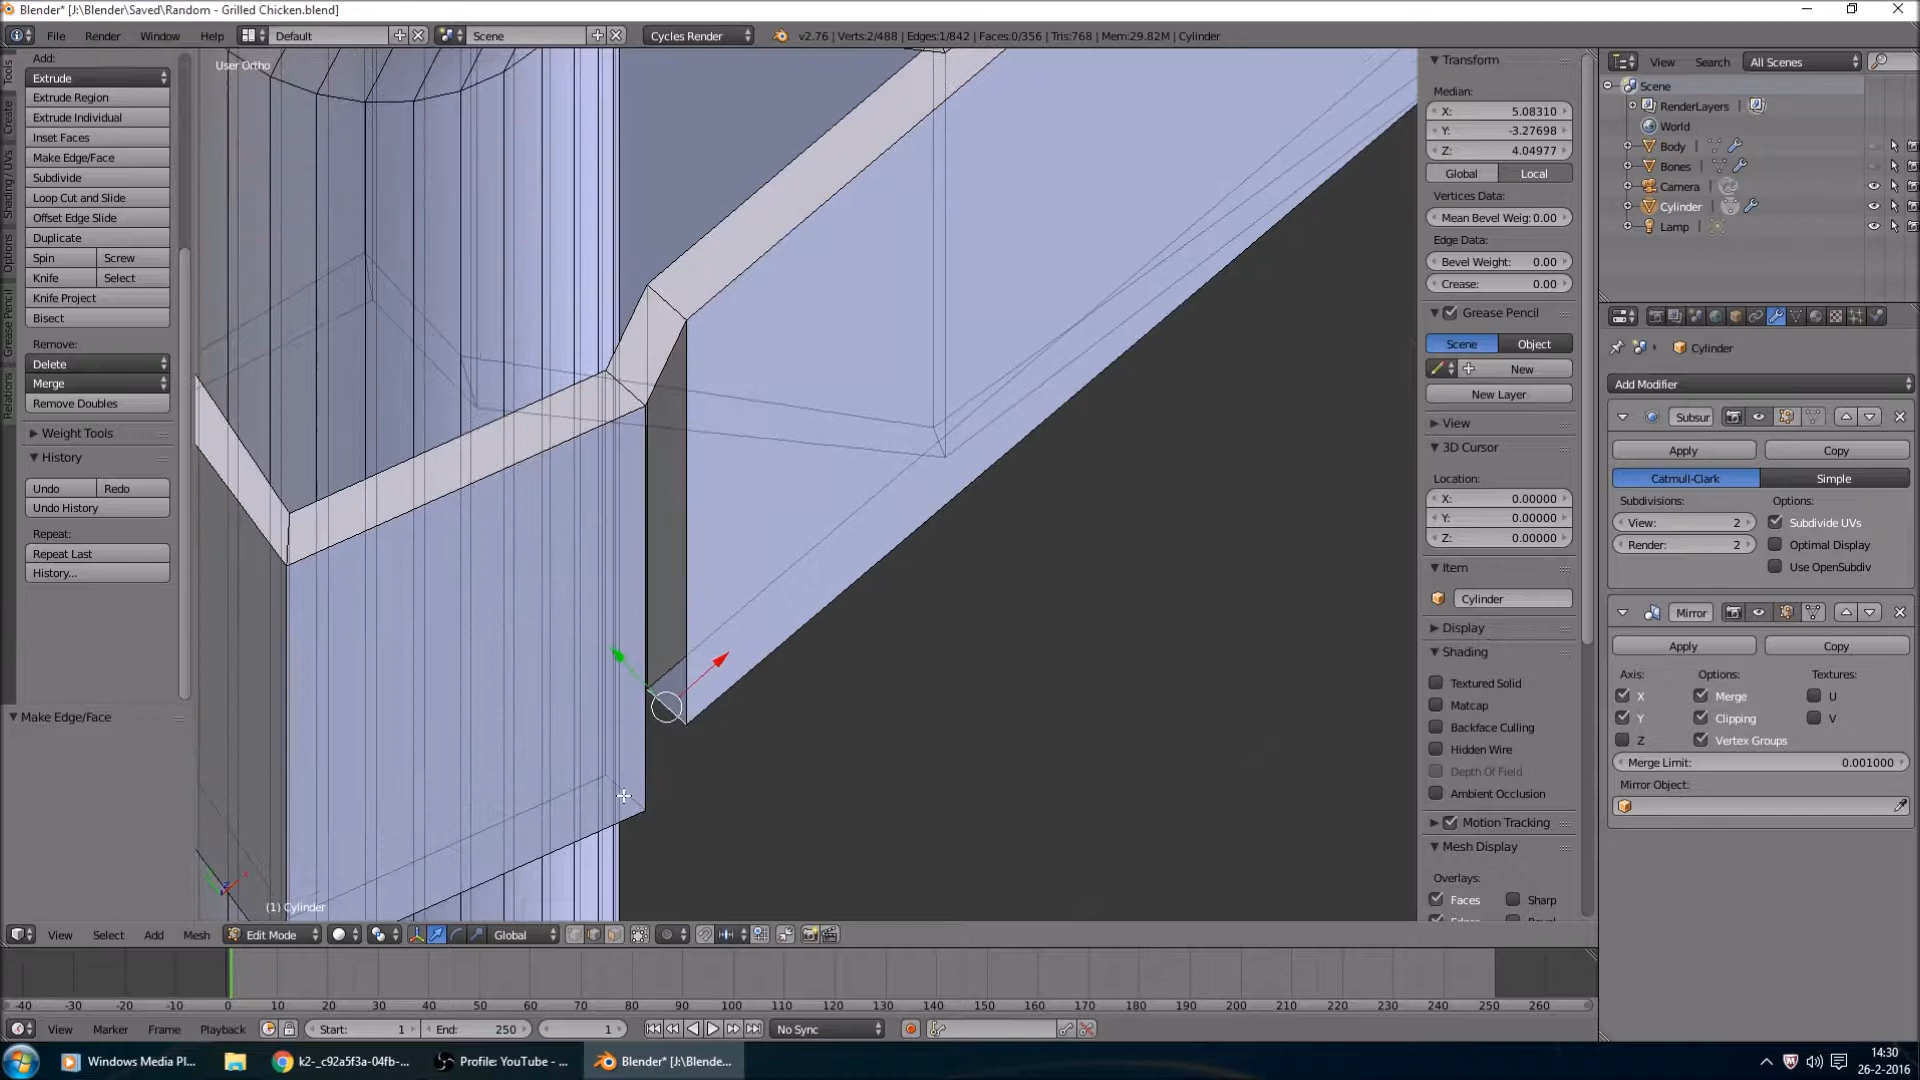 Blender* [J:\Blender\Saved\Random - Grilled Chicken.blend]
File Render Window Help Default Scene Cycles Render v2.76 | Verts:2/488 | Edges:1/842 | Faces:0/356 | Tris:768 | Mem:29.82M | Cylinder
Tools
Create
Shading / UVs
Options
Grease Pencil
Relations
Add:
Extrude
Extrude Region
Extrude Individual
Inset Faces
Make Edge/Face
Subdivide
Loop Cut and Slide
Offset Edge Slide
Duplicate
Spin Screw
Knife Select
Knife Project
Bisect
Remove:
Delete
Merge
Remove Doubles
Weight Tools
History
Undo Redo
Undo History
Repeat:
Repeat Last
History...
Make Edge/Face
User Ortho
(1) Cylinder
Transform
Median:
X: 5.08310
Y: -3.27698
Z: 4.04977
Global Local
Vertices Data:
Mean Bevel Weig: 0.00
Edge Data:
Bevel Weight: 0.00
Crease: 0.00
Grease Pencil
Scene Object
New
New Layer
View
3D Cursor
Location:
X: 0.00000
Y: 0.00000
Z: 0.00000
Item
Cylinder
Display
Shading
Textured Solid
Matcap
Backface Culling
Hidden Wire
Depth Of Field
Ambient Occlusion
Motion Tracking
Mesh Display
Overlays:
Faces Sharp
View Search All Scenes
Scene
RenderLayers
World
Body
Bones
Camera
Cylinder
Lamp
Cylinder
Add Modifier
Subsur
Apply Copy
Catmull-Clark Simple
Subdivisions: Options:
View: 2 Subdivide UVs
Render: 2 Optimal Display
Use OpenSubdiv
Mirror
Apply Copy
Axis: Options: Textures:
X Merge U
Y Clipping V
Z Vertex Groups
Merge Limit: 0.001000
Mirror Object:
View Select Add Mesh Edit Mode Global
-40 -30 -20 -10 0 10 20 30 40 50 60 70 80 90 100 110 120 130 140 150 160 170 180 190 200 210 220 230 240 250 260
View Marker Frame Playback Start: 1 End: 250 1 No Sync
Windows Media Pl... k2-_c92a5f3a-04fb-... Profile: YouTube - ... Blender* [J:\Blende...
14:30
26-2-2016